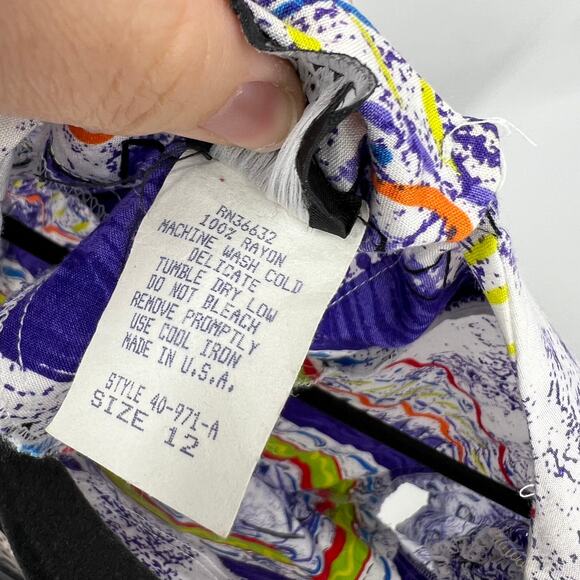 RN36632
100% RAYON
MACHINE WASH COLD
DELICATE
TUMBLE DRY LOW
DO NOT BLEACH
REMOVE PROMPTLY
USE COOL IRON
MADE IN U.S.A.
STYLE 40-971-A
SIZE 12